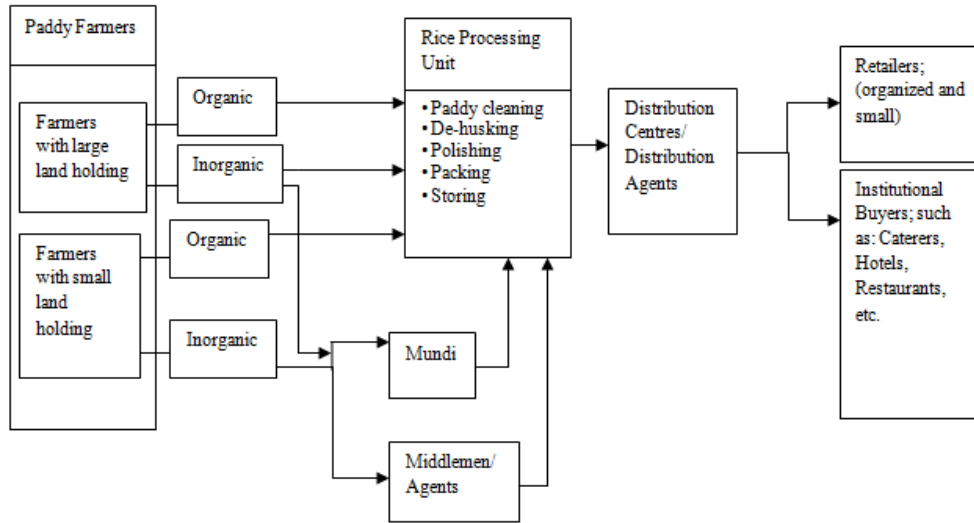 Paddy Farmers
Farmers
with large
land
holding
Farmers
with small
land
holding
Organic
Inorganic
Organic
Inorganic
Rice Processing
Unit
• Paddy cleaning
• De-husking
• Polishing
• Packing
• Storing
Mundi
Middlemen/
Agents
Distribution
Centres/
Distribution
Agents
Retailers;
(organized and
small)
Institutional
Buyers; such
as: Caterers,
Hotels,
Restaurants,
etc.